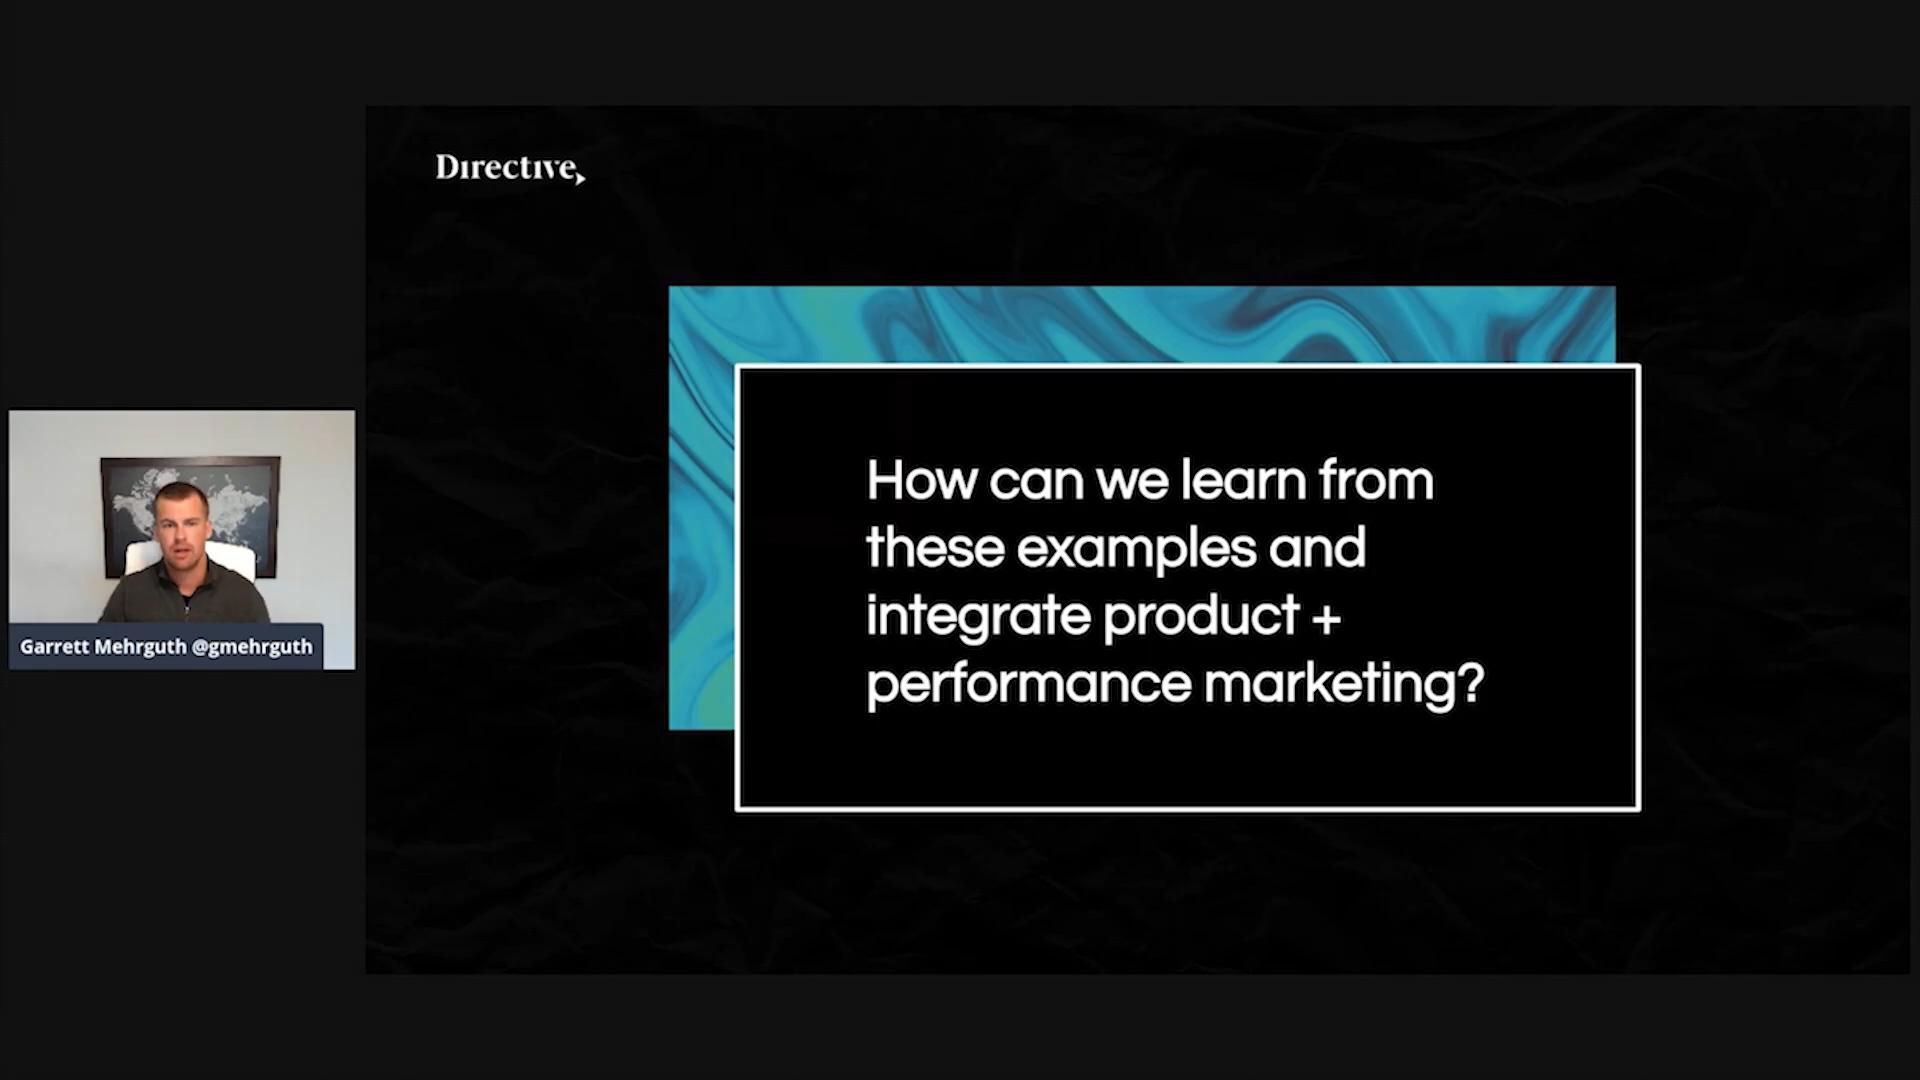 Directive
How can we learn from
these examples and
integrate product +
performance marketing?
Garrett Mehrguth @gmehrguth